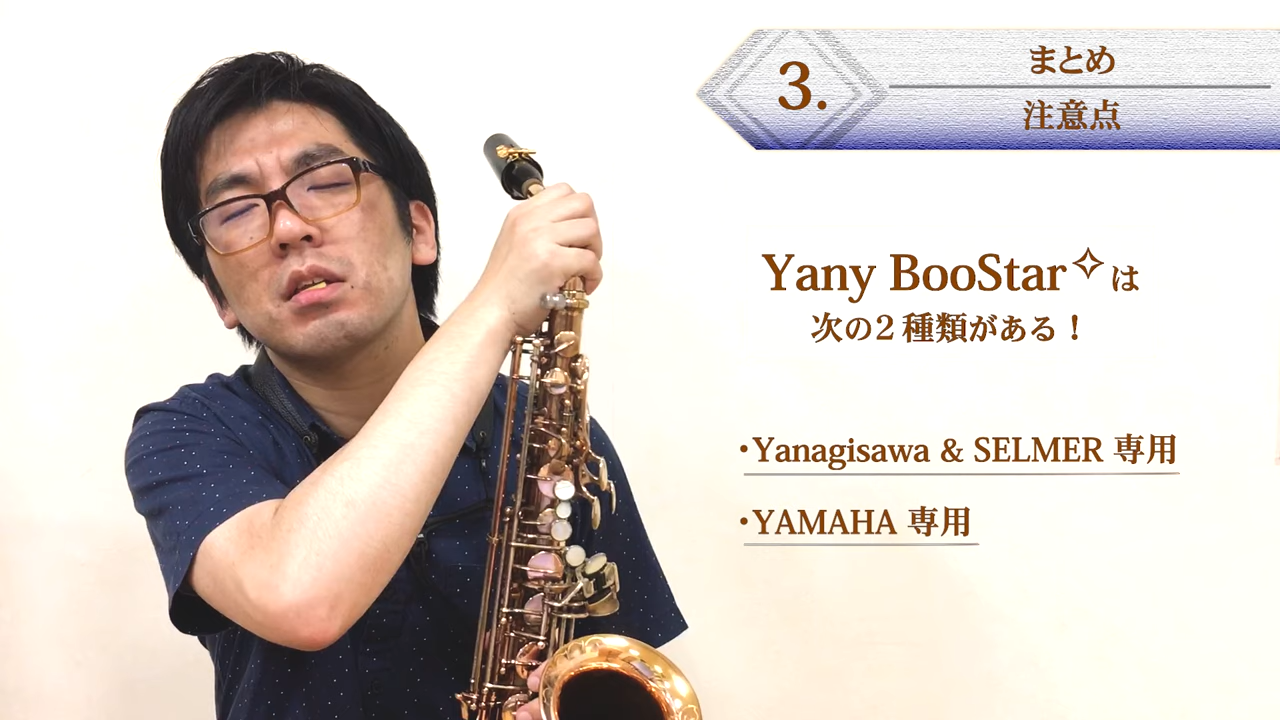 3.
まとめ
注意点
Yany BooStar✧は
次の２種類がある！
・Yanagisawa & SELMER 専用
・YAMAHA 専用